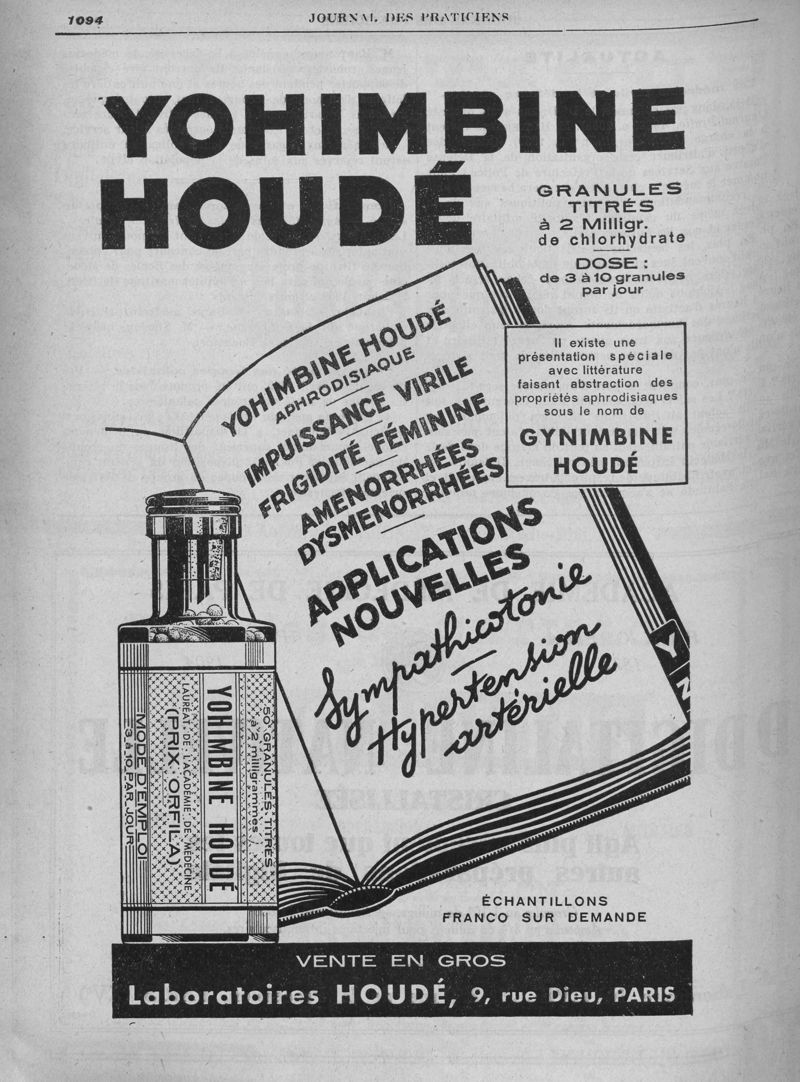 1094
JOURNAL DES PRATICIENS
YOHIMBINE
HOUDÉ
GRANULES
TITRÉS
à 2 Milligr.
de chlorhydrate
DOSE :
de 3 à 10 granules
par jour
Il existe une
présentation spéciale
avec littérature
faisant abstraction des
propriétés aphrodisiaques
sous le nom de
GYNIMBINE
HOUDÉ
YOHIMBINE HOUDÉ
APHRODISIAQUE
IMPUISSANCE VIRILE
FRIGIDITÉ FÉMININE
AMENORRHÉES
DYSMENORRHÉES
APPLICATIONS
NOUVELLES
Sympathicotonie
Hypertension
artérielle
Y
50 GRANULES TITRÉS
à 2 milligrammes
YOHIMBINE HOUDÉ
LAURÉAT DE L'ACADÉMIE DE MÉDECINE
(PRIX ORFILA)
MODE D'EMPLOI
3 à 10 PAR JOUR
ÉCHANTILLONS
FRANCO SUR DEMANDE
VENTE EN GROS
Laboratoires HOUDÉ, 9, rue Dieu, PARIS